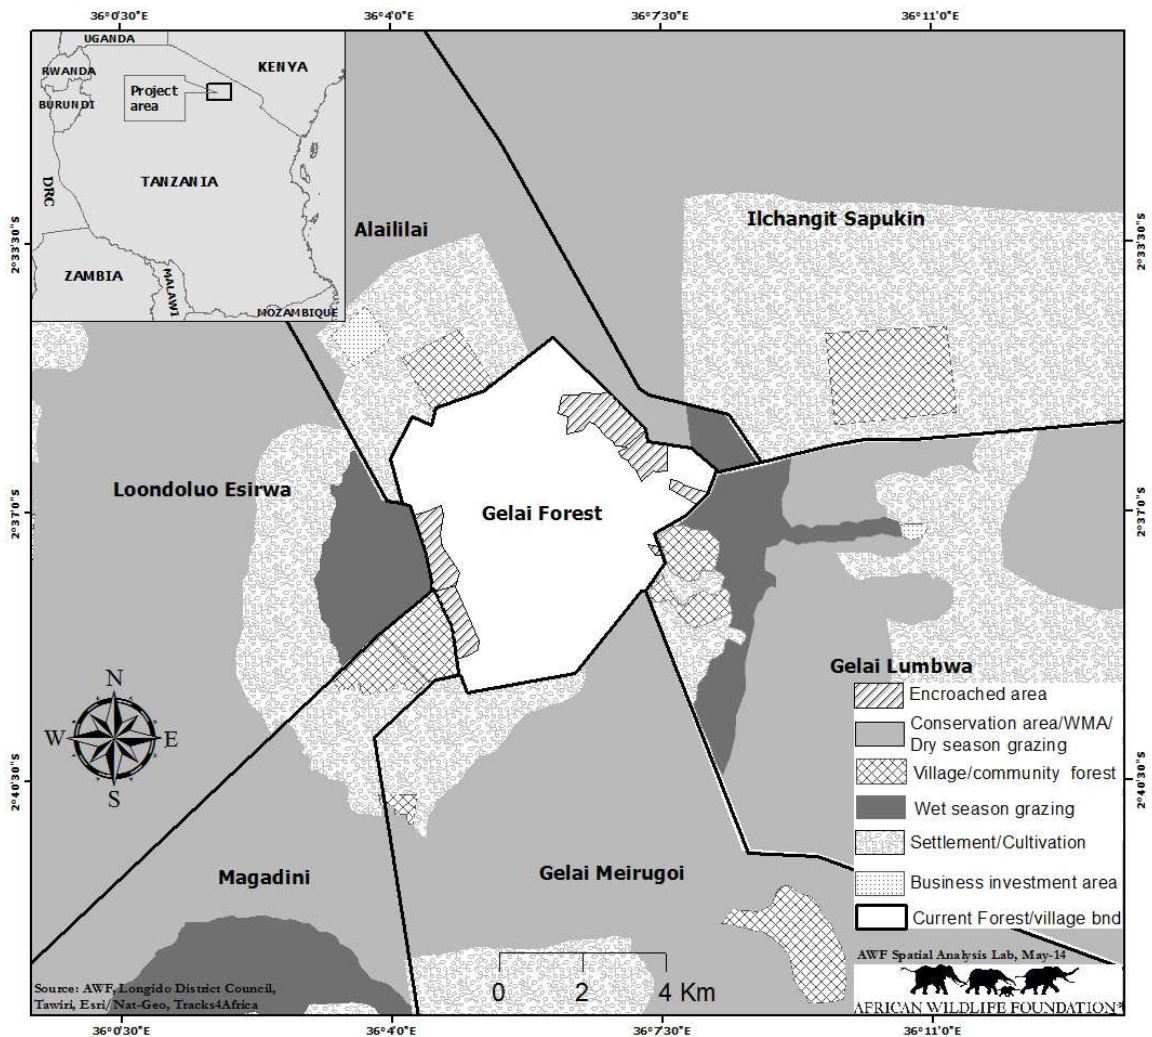 36°0'30"E 36°4'0"E 36°7'30"E 36°11'0"E
UGANDA
RWANDA
KENYA
BURUNDI
Project
area
TANZANIA
DRC
ZAMBIA
MALAWI
MOZAMBIQUE
2°33'30"S
2°33'30"S
Alaililai
Ilchangit Sapukin
Loondoluo Esirwa
Gelai Forest
2°37'0"S
2°37'0"S
N
W E
S
Gelai Lumbwa
Encroached area
Conservation area/WMA/
Dry season grazing
Village/community forest
Wet season grazing
Settlement/Cultivation
Business investment area
Current Forest/village bnd
2°40'30"S
2°40'30"S
Magadini
Gelai Meirugoi
0 2 4 Km
AWF Spatial Analysis Lab, May-14
AFRICAN WILDLIFE FOUNDATION®
Source: AWF, Longido District Council,
Tawiri, Esri/ Nat-Geo, Tracks4Africa
36°0'30"E 36°4'0"E 36°7'30"E 36°11'0"E